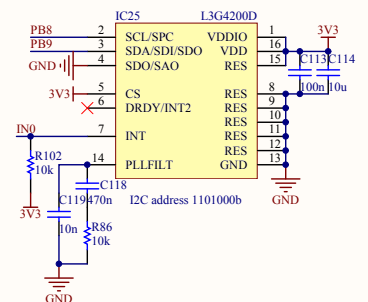 IC25 L3G4200D
PB8 2 SCL/SPC VDDIO 1 3V3
PB9 3 SDA/SDI/SDO VDD 16
GND 4 SDO/SAO RES 15 C113 C114
3V3 5 CS RES 8 100n 10u
6 DRDY/INT2 RES 9
RES 10
IN0 7 INT RES 11
RES 12
R102 14 PLLFILT GND 13
10k C118
3V3 C119 470n I2C address 1101000b GND
10n R86
10k
GND